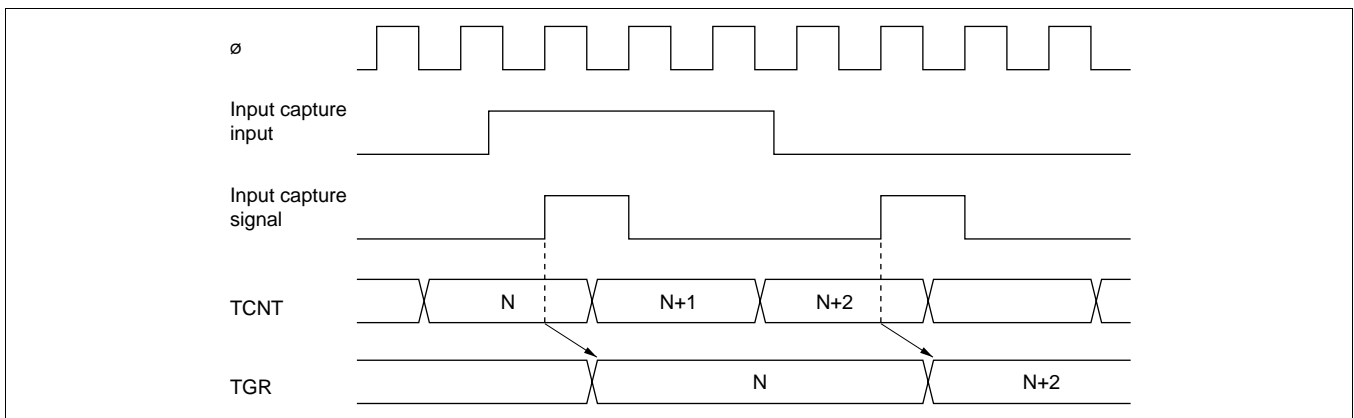 ø
Input capture
input
Input capture
signal
TCNT
N
N+1
N+2
TGR
N
N+2